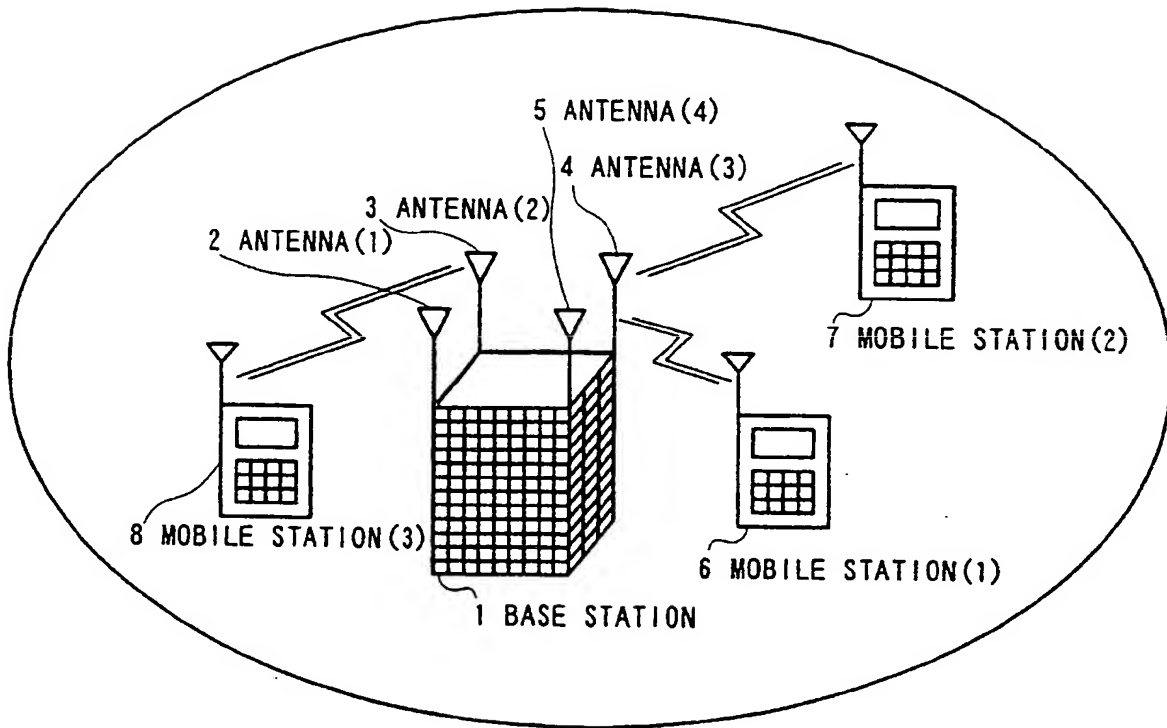 5 ANTENNA(4)
4 ANTENNA(3)
3 ANTENNA(2)
2 ANTENNA(1)
7 MOBILE STATION(2)
8 MOBILE STATION(3)
6 MOBILE STATION(1)
1 BASE STATION